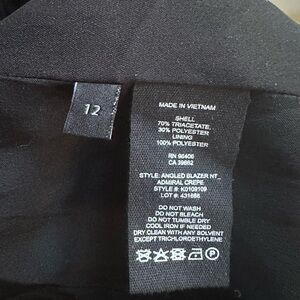 12
MADE IN VIETNAM
SHELL
70% TRIACETATE
30% POLYESTER
LINING
100% POLYESTER
RN 96406
CA 39662
STYLE: ANGLED BLAZER NT_
ADMIRAL CREPE
STYLE #: K0109109
LOT #: 431686
DO NOT WASH
DO NOT BLEACH
DO NOT TUMBLE DRY
COOL IRON IF NEEDED
DRY CLEAN WITH ANY SOLVENT
EXCEPT TRICHLOROETHYLENE
P